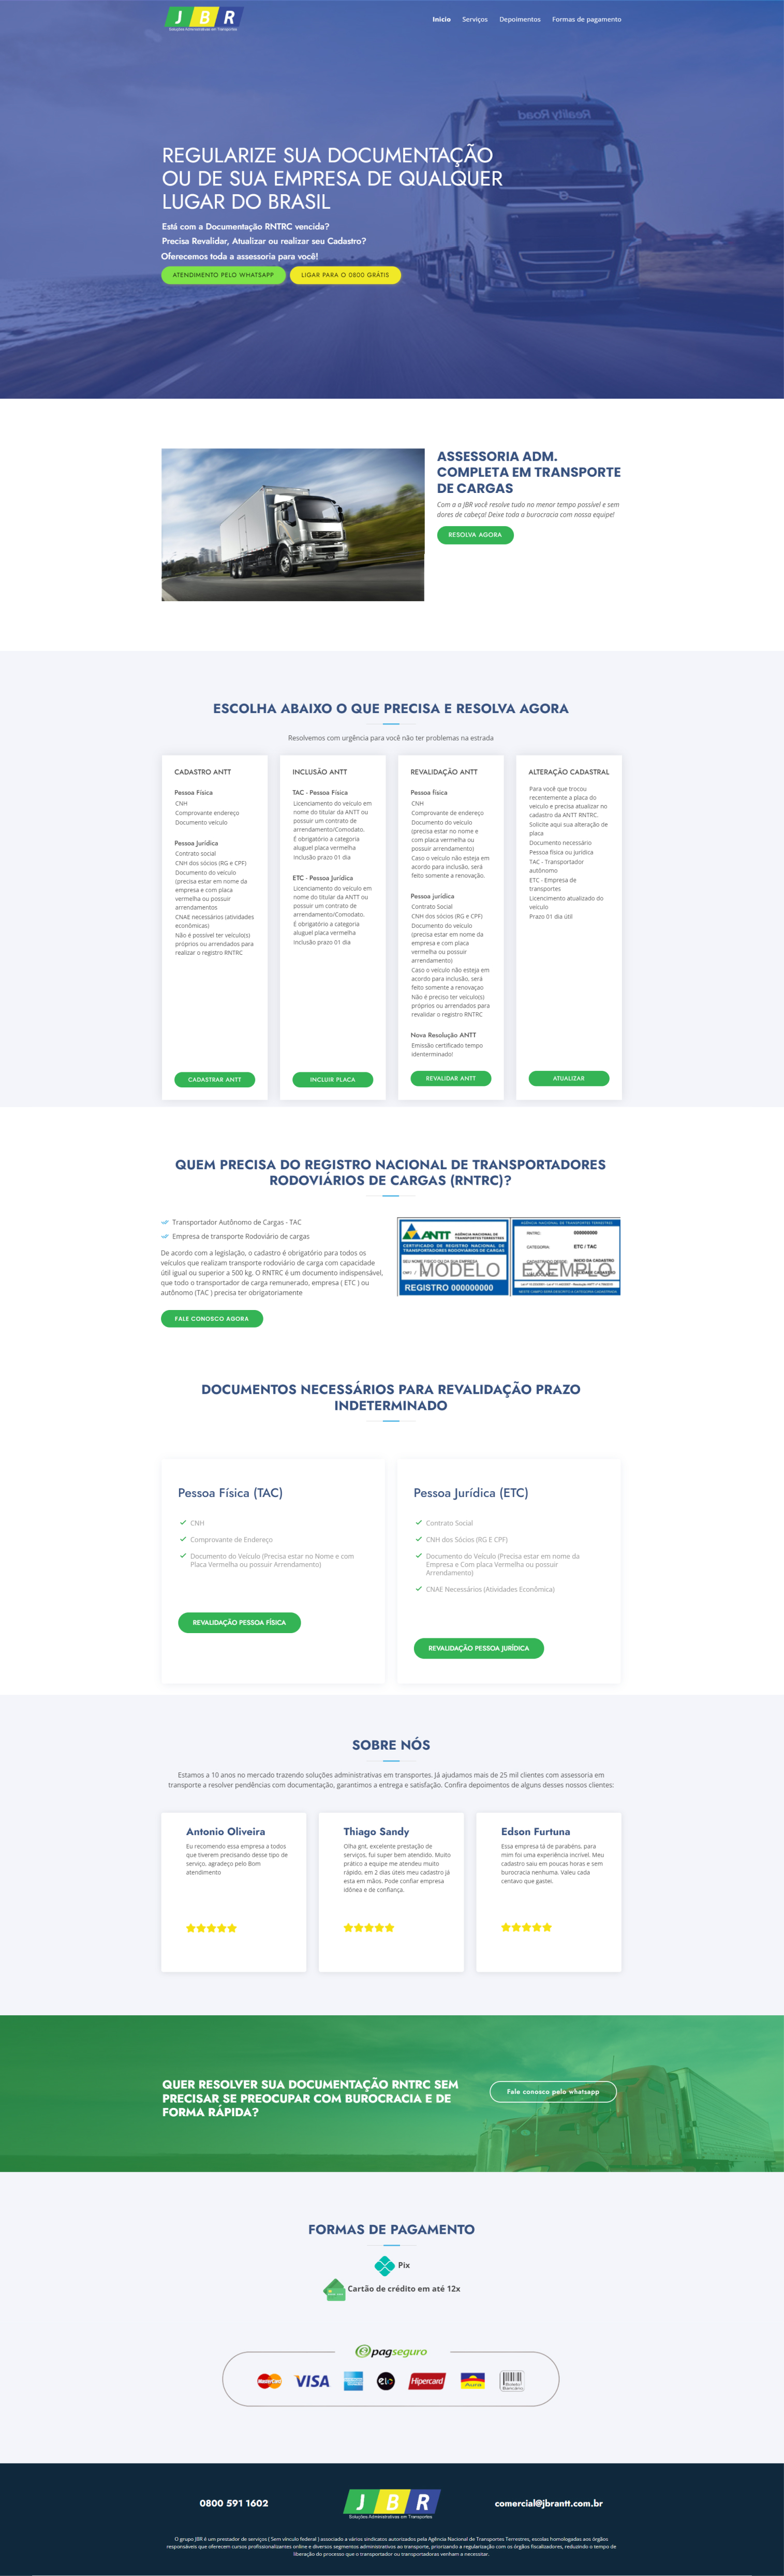 J B R
Soluções Administrativas em Transportes
Início
Serviços
Depoimentos
Formas de pagamento
REGULARIZE SUA DOCUMENTAÇÃO
OU DE SUA EMPRESA DE QUALQUER
LUGAR DO BRASIL
Está com a Documentação RNTRC vencida?
Precisa Revalidar, Atualizar ou realizar seu Cadastro?
Oferecemos toda a assessoria para você!
ATENDIMENTO PELO WHATSAPP
LIGAR PARA O 0800 GRÁTIS
ASSESSORIA ADM.
COMPLETA EM TRANSPORTE
DE CARGAS
Com a a JBR você resolve tudo no menor tempo possível e sem
dores de cabeça! Deixe toda a burocracia com nossa equipe!
RESOLVA AGORA
ESCOLHA ABAIXO O QUE PRECISA E RESOLVA AGORA
Resolvemos com urgência para você não ter problemas na estrada
CADASTRO ANTT
Pessoa Física
CNH
Comprovante endereço
Documento veículo
Pessoa Jurídica
Contrato social
CNH dos sócios (RG e CPF)
Documento do veículo
(precisa estar em nome da
empresa e com placa
vermelha ou possuir
arrendamentos
CNAE necessários (atividades
econômicas)
Não é possível ter veículo(s)
próprios ou arrendados para
realizar o registro RNTRC
CADASTRAR ANTT
INCLUSÃO ANTT
TAC - Pessoa Física
Licenciamento do veículo em
nome do titular da ANTT ou
possuir um contrato de
arrendamento/Comodato.
É obrigatório a categoria
aluguel placa vermelha
Inclusão prazo 01 dia
ETC - Pessoa Jurídica
Licenciamento do veículo em
nome do titular da ANTT ou
possuir um contrato de
arrendamento/Comodato.
É obrigatório a categoria
aluguel placa vermelha
Inclusão prazo 01 dia
INCLUIR PLACA
REVALIDAÇÃO ANTT
Pessoa física
CNH
Comprovante de endereço
Documento do veículo
(precisa estar no nome e
com placa vermelha ou
possuir arrendamento)
Caso o veículo não esteja em
acordo para inclusão, será
feito somente a renovação.
Pessoa jurídica
Contrato Social
CNH dos sócios (RG e CPF)
Documento do veículo
(precisa estar em nome da
empresa e com placa
vermelha ou possuir
arrendamento)
Caso o veículo não esteja em
acordo para inclusão, será
feito somente a renovaçao
Não é preciso ter veículo(s)
próprios ou arrendados para
revalidar o registro RNTRC
Nova Resolução ANTT
Emissão certificado tempo
identerminado!
REVALIDAR ANTT
ALTERAÇÃO CADASTRAL
Para você que trocou
recentemente a placa do
veículo e precisa atualizar no
cadastro da ANTT RNTRC.
Solicite aqui sua alteração de
placa
Documento necessário
Pessoa física ou jurídica
TAC - Transportador
autônomo
ETC - Empresa de
transportes
Licencimento atualizado do
veículo
Prazo 01 dia útil
ATUALIZAR
QUEM PRECISA DO REGISTRO NACIONAL DE TRANSPORTADORES
RODOVIÁRIOS DE CARGAS (RNTRC)?
Transportador Autônomo de Cargas - TAC
Empresa de transporte Rodoviário de cargas
De acordo com a legislação, o cadastro é obrigatório para todos os
veículos que realizam transporte rodoviário de carga com capacidade
útil igual ou superior a 500 kg. O RNTRC é um documento indispensável,
que todo o transportador de carga remunerado, empresa ( ETC ) ou
autônomo (TAC ) precisa ter obrigatoriamente
FALE CONOSCO AGORA
ANTT
AGÊNCIA NACIONAL DE
TRANSPORTES TERRESTRES
CERTIFICADO DE REGISTRO NACIONAL DE
TRANSPORTADORES RODOVIÁRIOS DE CARGAS
MODELO
REGISTRO 000000000
AGÊNCIA NACIONAL DE TRANSPORTES TERRESTRES
RNTRC:
000000000
CATEGORIA:
ETC / TAC
EXEMPLO
DOCUMENTOS NECESSÁRIOS PARA REVALIDAÇÃO PRAZO
INDETERMINADO
Pessoa Física (TAC)
CNH
Comprovante de Endereço
Documento do Veículo (Precisa estar no Nome e com
Placa Vermelha ou possuir Arrendamento)
REVALIDAÇÃO PESSOA FÍSICA
Pessoa Jurídica (ETC)
Contrato Social
CNH dos Sócios (RG E CPF)
Documento do Veículo (Precisa estar em nome da
Empresa e Com placa Vermelha ou possuir
Arrendamento)
CNAE Necessários (Atividades Econômica)
REVALIDAÇÃO PESSOA JURÍDICA
SOBRE NÓS
Estamos a 10 anos no mercado trazendo soluções administrativas em transportes. Já ajudamos mais de 25 mil clientes com assessoria em
transporte a resolver pendências com documentação, garantimos a entrega e satisfação. Confira depoimentos de alguns desses nossos clientes:
Antonio Oliveira
Eu recomendo essa empresa a todos
que tiverem precisando desse tipo de
serviço, agradeço pelo Bom
atendimento
Thiago Sandy
Olha gnt, excelente prestação de
serviços, fui super bem atendido. Muito
prático a equipe me atendeu muito
rápido. em 2 dias úteis meu cadastro já
esta em mãos. Pode confiar empresa
idônea e de confiança.
Edson Furtuna
Essa empresa tá de parabéns, para
mim foi uma experiência incrível. Meu
cadastro saiu em poucas horas e sem
burocracia nenhuma. Valeu cada
centavo que gastei.
QUER RESOLVER SUA DOCUMENTAÇÃO RNTRC SEM
PRECISAR SE PREOCUPAR COM BUROCRACIA E DE
FORMA RÁPIDA?
Fale conosco pelo whatsapp
FORMAS DE PAGAMENTO
Pix
Cartão de crédito em até 12x
pagseguro
MasterCard
VISA
elo
Hipercard
Aura
Boleto
Bancário
0800 591 1602
J B R
Soluções Administrativas em Transportes
comercial@jbrantt.com.br
O grupo JBR é um prestador de serviços ( Sem vínculo federal ) associado a vários sindicatos autorizados pela Agência Nacional de Transportes Terrestres, escolas homologadas aos órgãos
responsáveis que oferecem cursos profissionalizantes online e diversos segmentos administrativos ao transporte, priorizando a regularização com os órgãos fiscalizadores, reduzindo o tempo de
liberação do processo que o transportador ou transportadoras venham a necessitar.